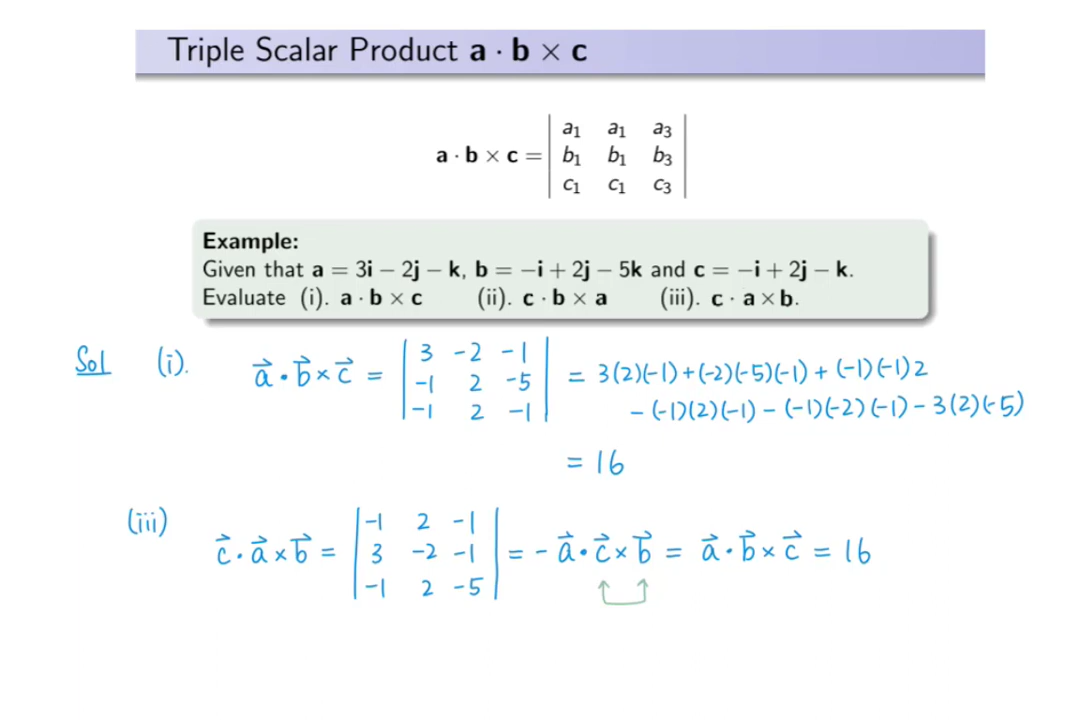 Triple Scalar Product a · b × c
a · b × c = | a₁ a₁ a₃ |
| b₁ b₁ b₃ |
| c₁ c₁ c₃ |
Example:
Given that a = 3i − 2j − k, b = −i + 2j − 5k and c = −i + 2j − k.
Evaluate (i). a · b × c (ii). c · b × a (iii). c · a × b.
Sol (i). a⃗ · b⃗ × c⃗ = | 3 -2 -1 | = 3(2)(-1)+(-2)(-5)(-1) + (-1)(-1)2
| -1 2 -5 |
| -1 2 -1 | - (-1)(2)(-1) - (-1)(-2)(-1) - 3(2)(-5)
= 16
(iii) c⃗ · a⃗ × b⃗ = | -1 2 -1 | = - a⃗ · c⃗ × b⃗ = a⃗ · b⃗ × c⃗ = 16
| 3 -2 -1 |
| -1 2 -5 |